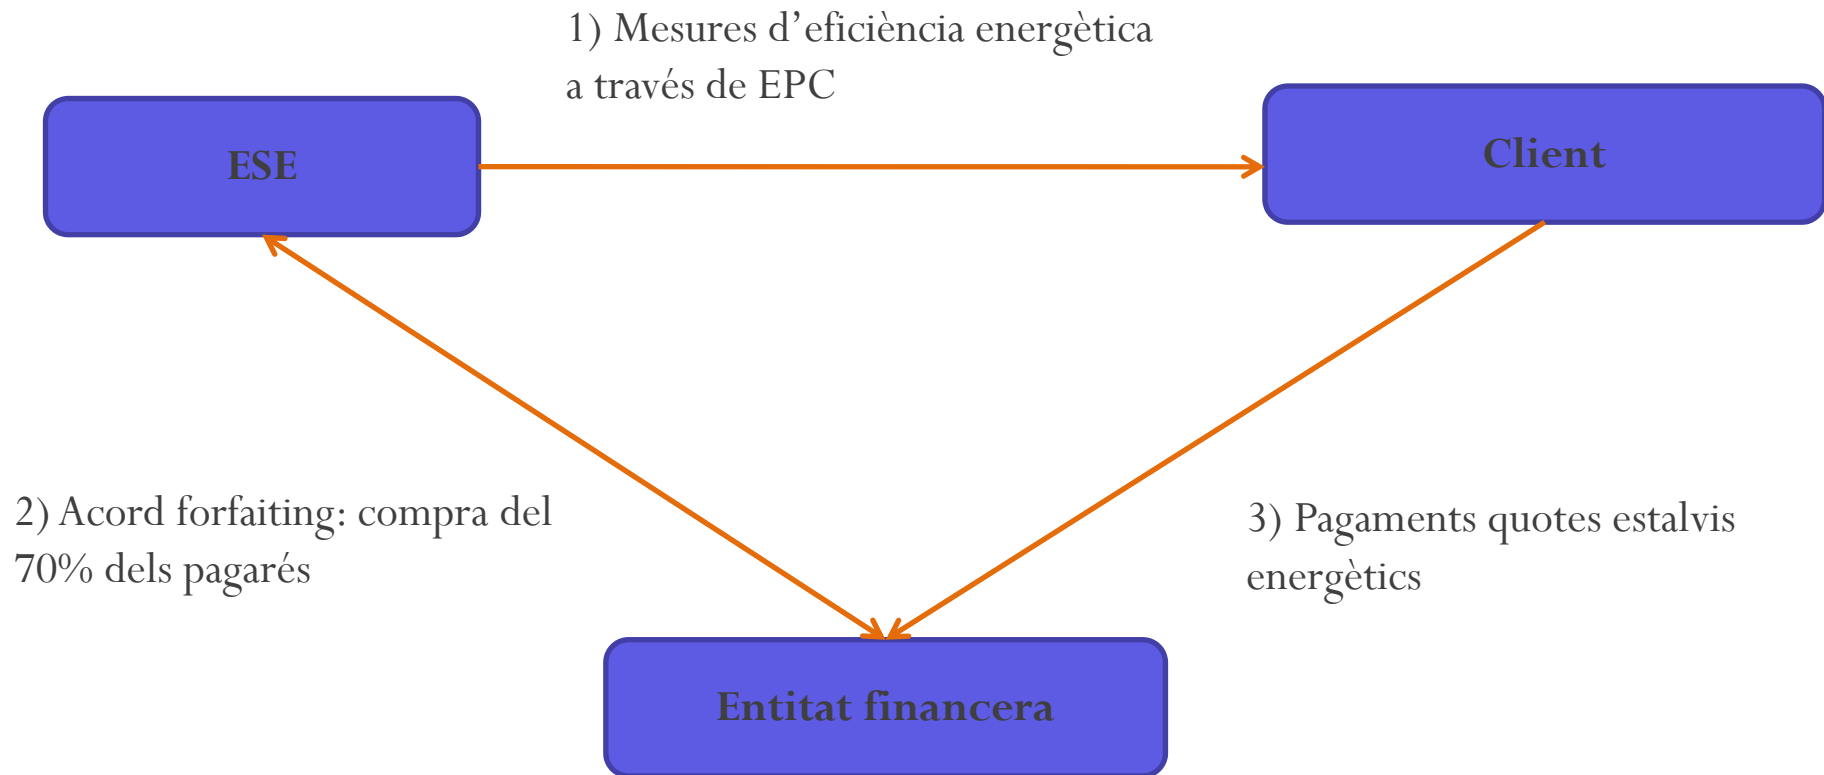 1) Mesures d’eficiència energètica
a través de EPC
ESE
Client
2) Acord forfaiting: compra del
70% dels pagarés
3) Pagaments quotes estalvis
energètics
Entitat financera